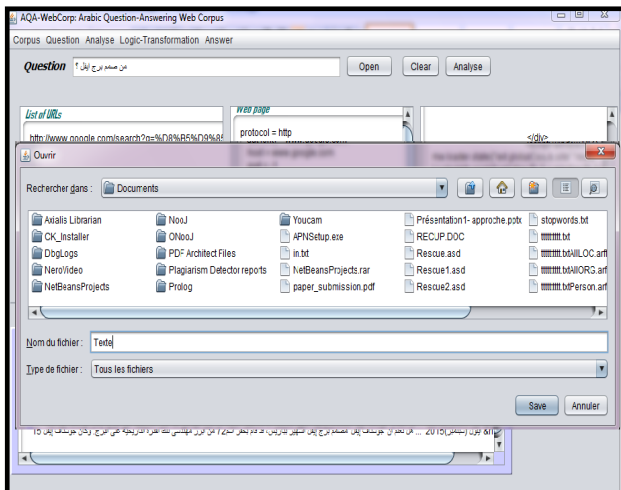 AQA-WebCorp: Arabic Question-Answering Web Corpus
Corpus Question Analyse Logic-Transformation Answer
Question من صمم برج ايفل ؟ Open Clear Analyse
List of URLs Web page
http://www.google.com/search?q=%D8%B5%D9%85 protocol = http </div>
Ouvrir
Rechercher dans : Documents
Axialis Librarian NooJ Youcam Présentation1- approche.pptx stopwords.txt
CK_Installer ONooJ APNSetup.exe RECJP.DOC
DbgLogs PDF Architect Files in.txt Rescue.asd
NeroVideo Plagiarism Detector reports NetBeansProjects.rar Rescue1.asd
NetBeansProjects Prolog paper_submission.pdf Rescue2.asd
Nom du fichier : Texte
Type de fichier : Tous les fichiers
Save Annuler